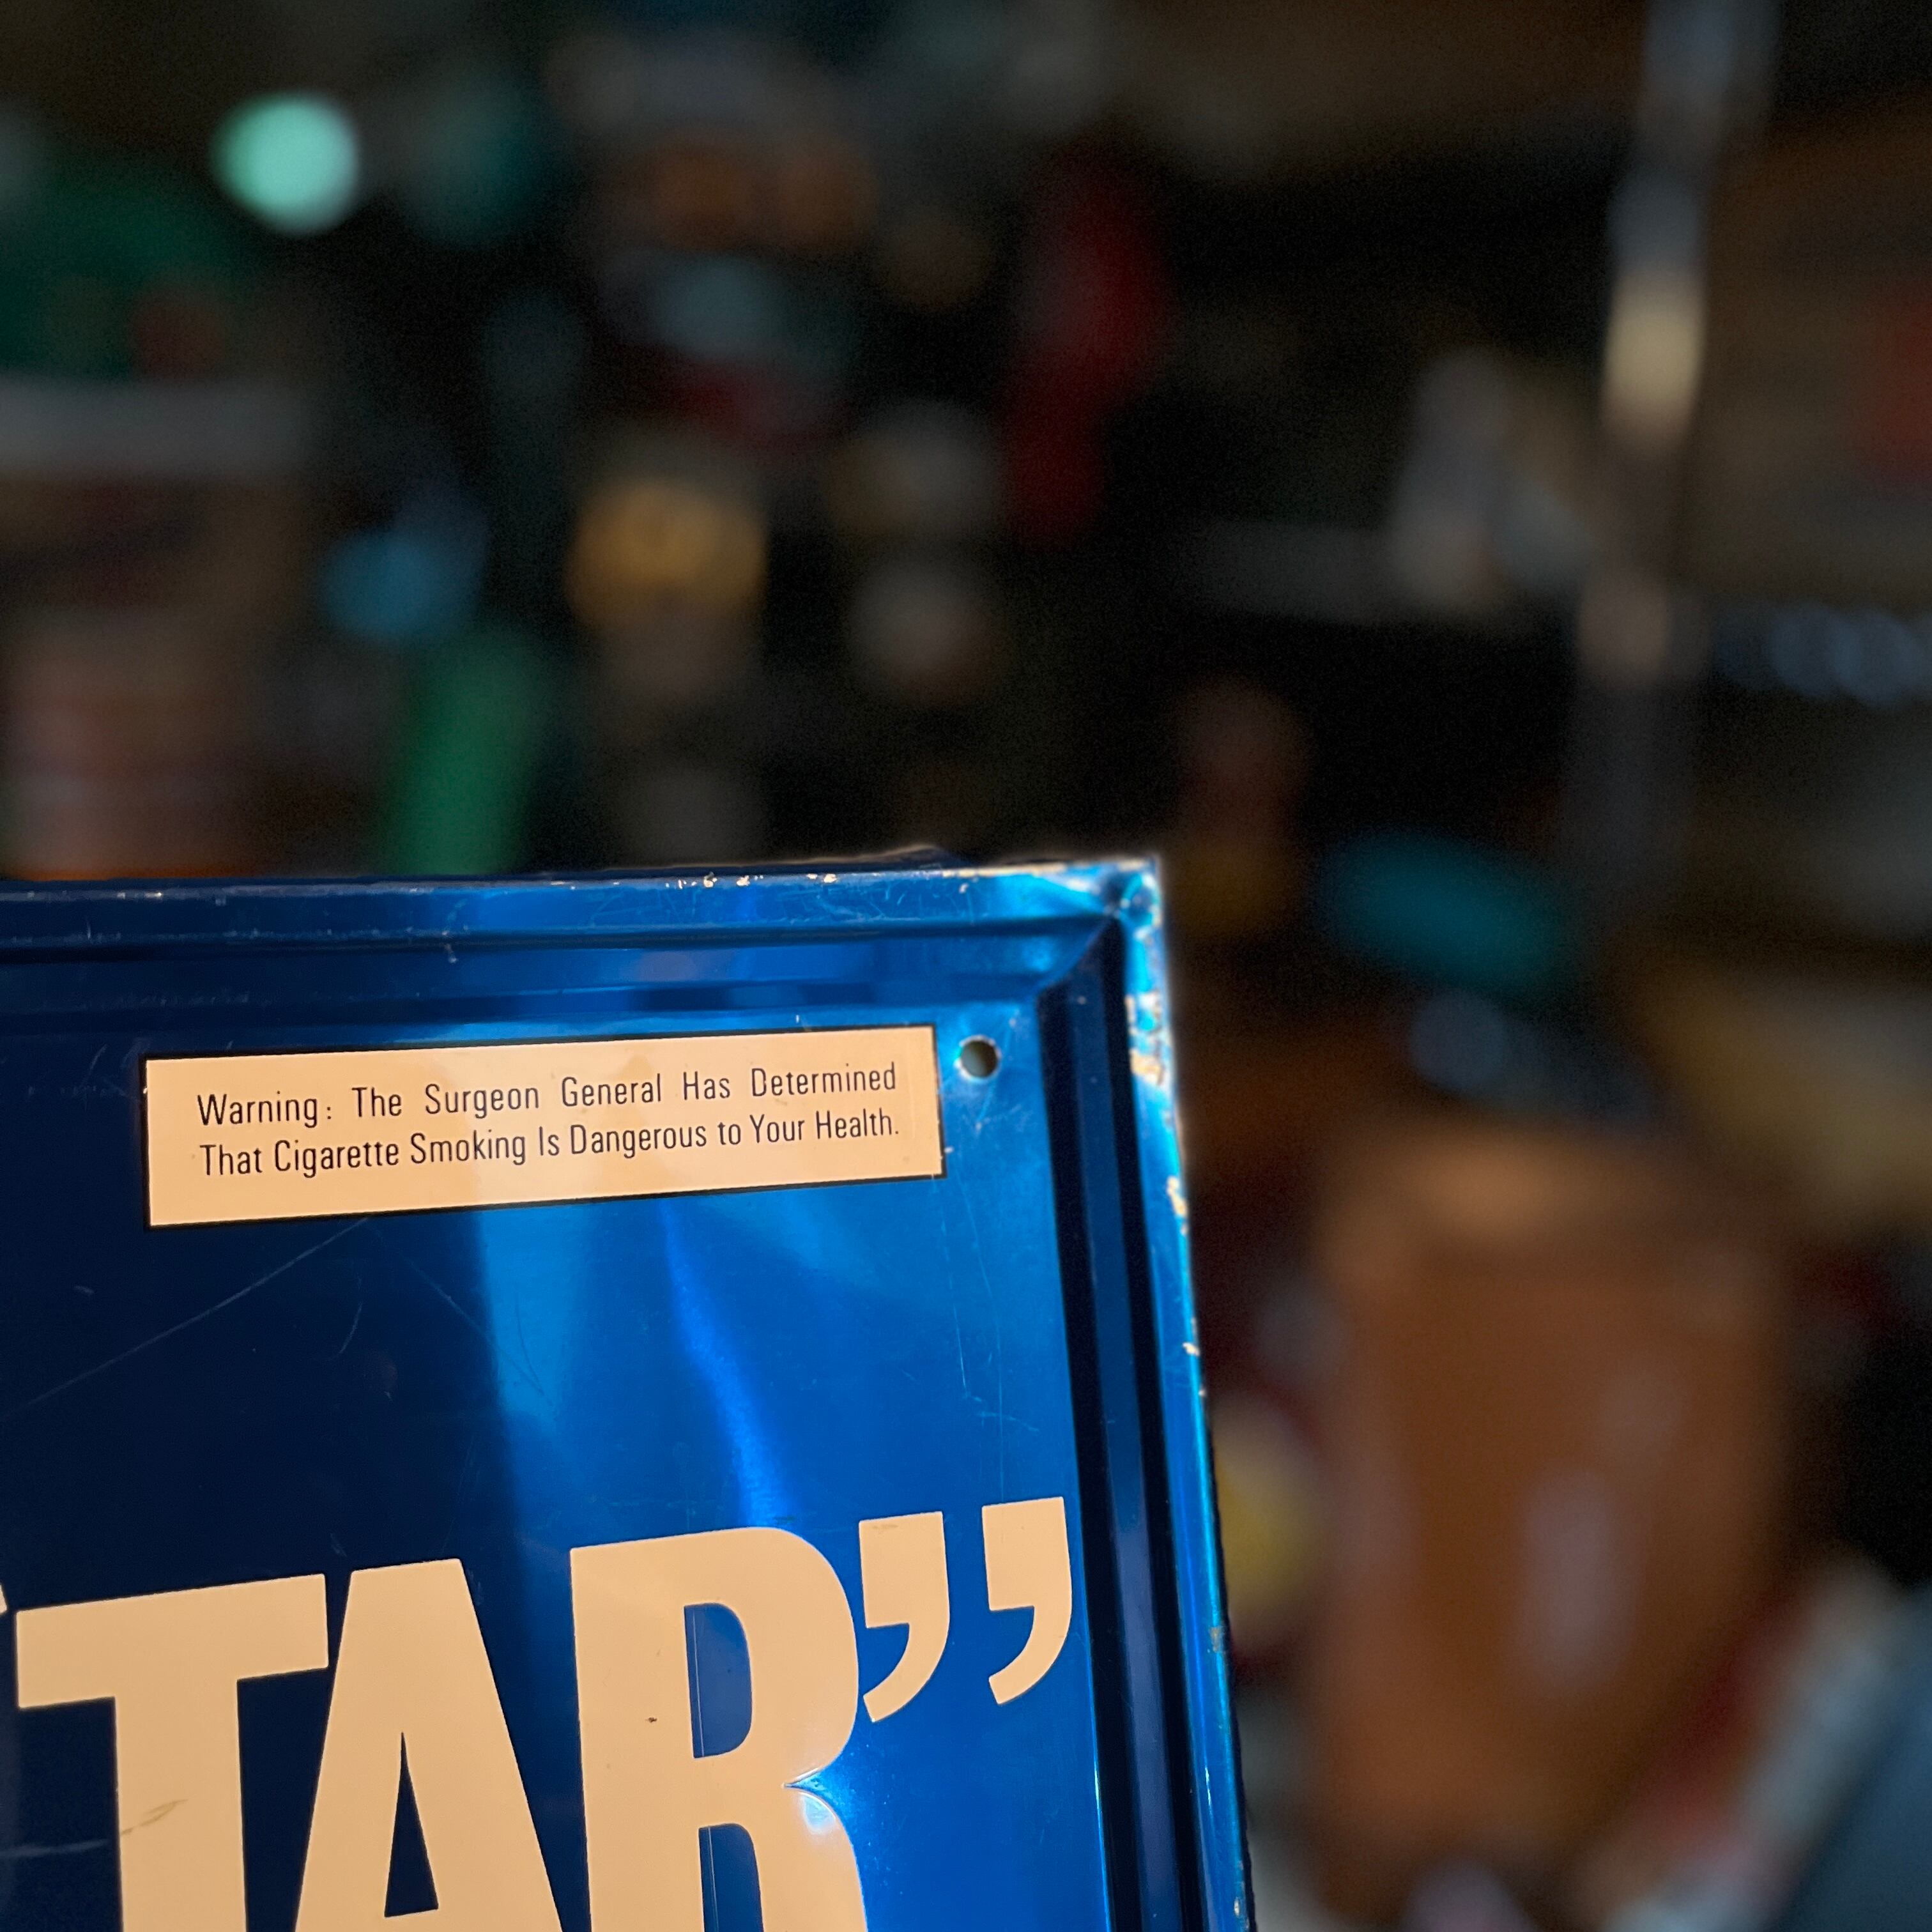 Warning: The Surgeon General Has Determined
That Cigarette Smoking Is Dangerous to Your Health.
TAR”